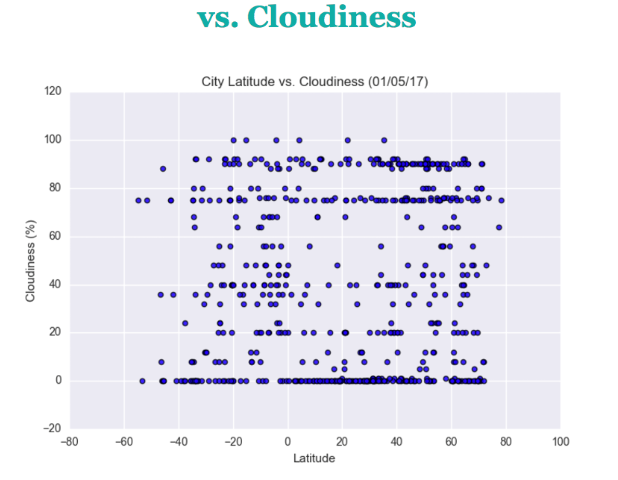 vs. Cloudiness
City Latitude vs. Cloudiness (01/05/17)
120
100
80
60
40
20
0
−20
Cloudiness (%)
−80 −60 −40 −20 0 20 40 60 80 100
Latitude